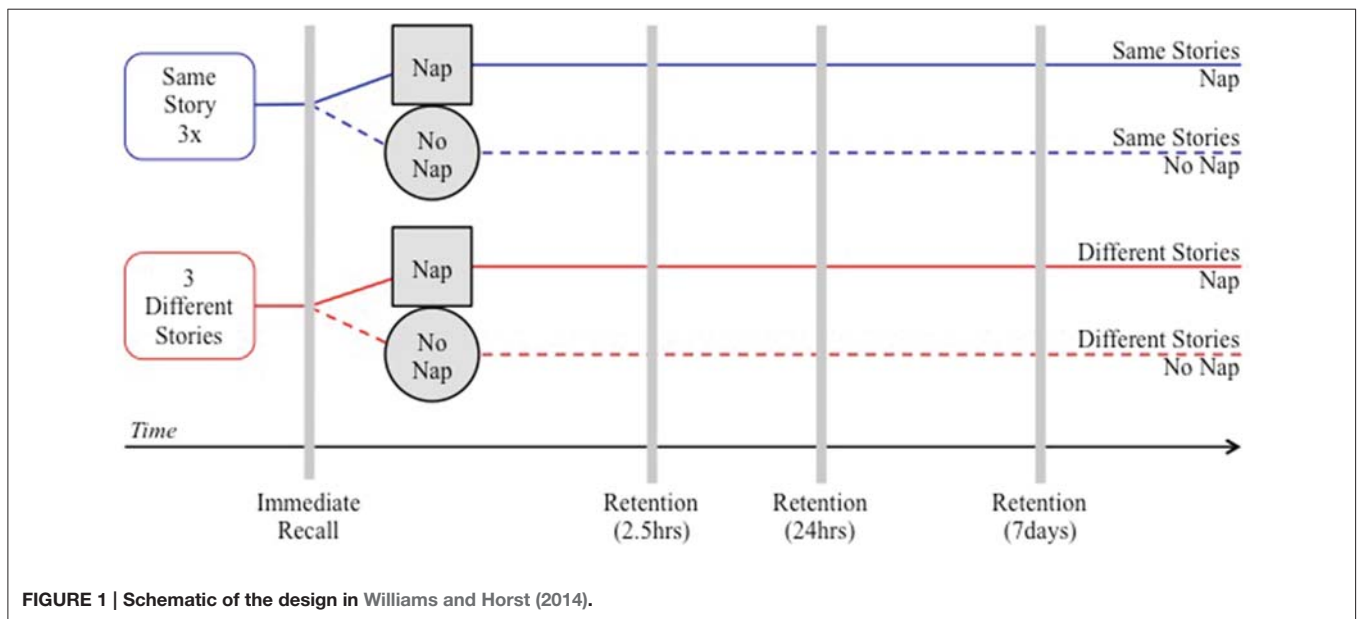 Same
Story
3x
Nap
No
Nap
Same Stories
Nap
Same Stories
No Nap
3
Different
Stories
Nap
No
Nap
Different Stories
Nap
Different Stories
No Nap
Time
Immediate
Recall
Retention
(2.5hrs)
Retention
(24hrs)
Retention
(7days)
FIGURE 1 | Schematic of the design in Williams and Horst (2014).